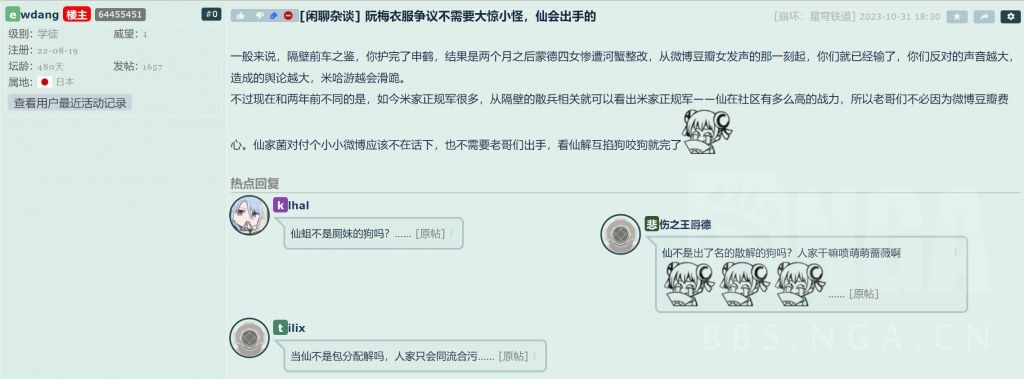 ewdang 楼主 64455451 #0
级别：学徒 威望：1
注册：22-08-19
坛龄：480天 发帖：1657
属地：日本
查看用户最近活动记录
[闲聊杂谈] 阮梅衣服争议不需要大惊小怪，仙会出手的
[崩坏：星穹铁道] 2023-10-31 18:30
一般来说，隔壁前车之鉴，你护完了申鹤，结果是两个月之后蒙德四女惨遭河蟹整改，从微博豆瓣女发声的那一刻起，你们就已经输了，你们反对的声音越大，
造成的舆论越大，米哈游越会滑跪。
不过现在和两年前不同的是，如今米家正规军很多，从隔壁的散兵相关就可以看出米家正规军一一仙在社区有多么高的战力，所以老哥们不必因为微博豆瓣费
心。仙家菌对付个小小微博应该不在话下，也不需要老哥们出手，看仙解互掐狗咬狗就完了
热点回复
klhal
仙蛆不是厕妹的狗吗？...... [原帖]
悲伤之王爵德
仙不是出了名的散解的狗吗？人家干嘛喷萌萌蔷薇啊
...... [原帖]
tilix
当仙不是包分配解吗，人家只会同流合污...... [原帖]
NGA
BBS.NGA.CN